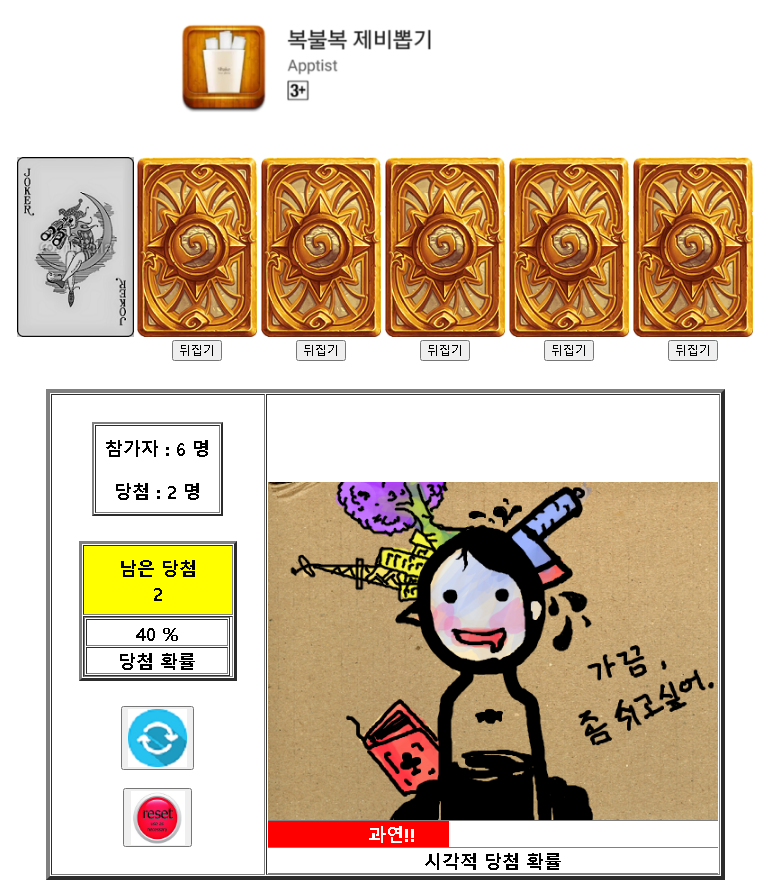 복불복 제비뽑기
Apptist
3+
JOKER
JOKER
뒤집기 뒤집기 뒤집기 뒤집기 뒤집기
참가자 : 6 명
당첨 : 2 명
남은 당첨
2
40 %
당첨 확률
reset
가끔,
좀 쉬고싶어.
과연!!
시각적 당첨 확률